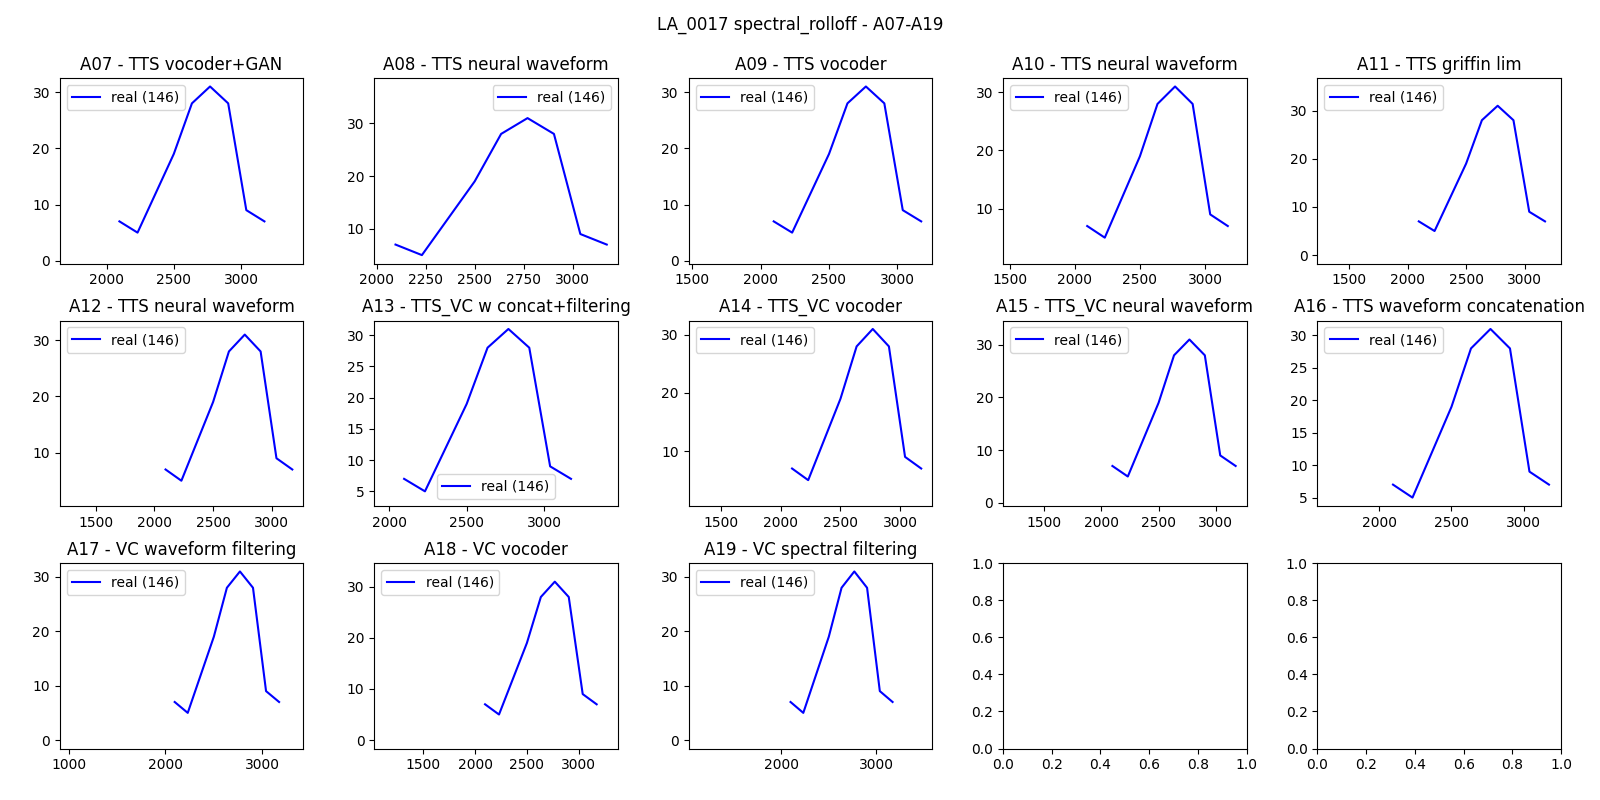 LA_0017 spectral_rolloff - A07-A19
A07 - TTS vocoder+GAN
real (146)
30
20
10
0
2000 2500 3000
A08 - TTS neural waveform
real (146)
30
20
10
2000 2250 2500 2750 3000
A09 - TTS vocoder
real (146)
30
20
10
0
1500 2000 2500 3000
A10 - TTS neural waveform
real (146)
30
20
10
1500 2000 2500 3000
A11 - TTS griffin lim
real (146)
30
20
10
0
1500 2000 2500 3000
A12 - TTS neural waveform
real (146)
30
20
10
1500 2000 2500 3000
A13 - TTS_VC w concat+filtering
30
25
20
15
10
5
real (146)
2000 2500 3000
A14 - TTS_VC vocoder
real (146)
30
20
10
1500 2000 2500 3000
A15 - TTS_VC neural waveform
real (146)
30
20
10
0
1500 2000 2500 3000
A16 - TTS waveform concatenation
real (146)
30
25
20
15
10
5
2000 2500 3000
A17 - VC waveform filtering
real (146)
30
20
10
0
1000 2000 3000
A18 - VC vocoder
real (146)
30
20
10
0
1500 2000 2500 3000
A19 - VC spectral filtering
real (146)
30
20
10
0
2000 3000
1.0
0.8
0.6
0.4
0.2
0.0
0.0 0.2 0.4 0.6 0.8 1.0
1.0
0.8
0.6
0.4
0.2
0.0
0.0 0.2 0.4 0.6 0.8 1.0